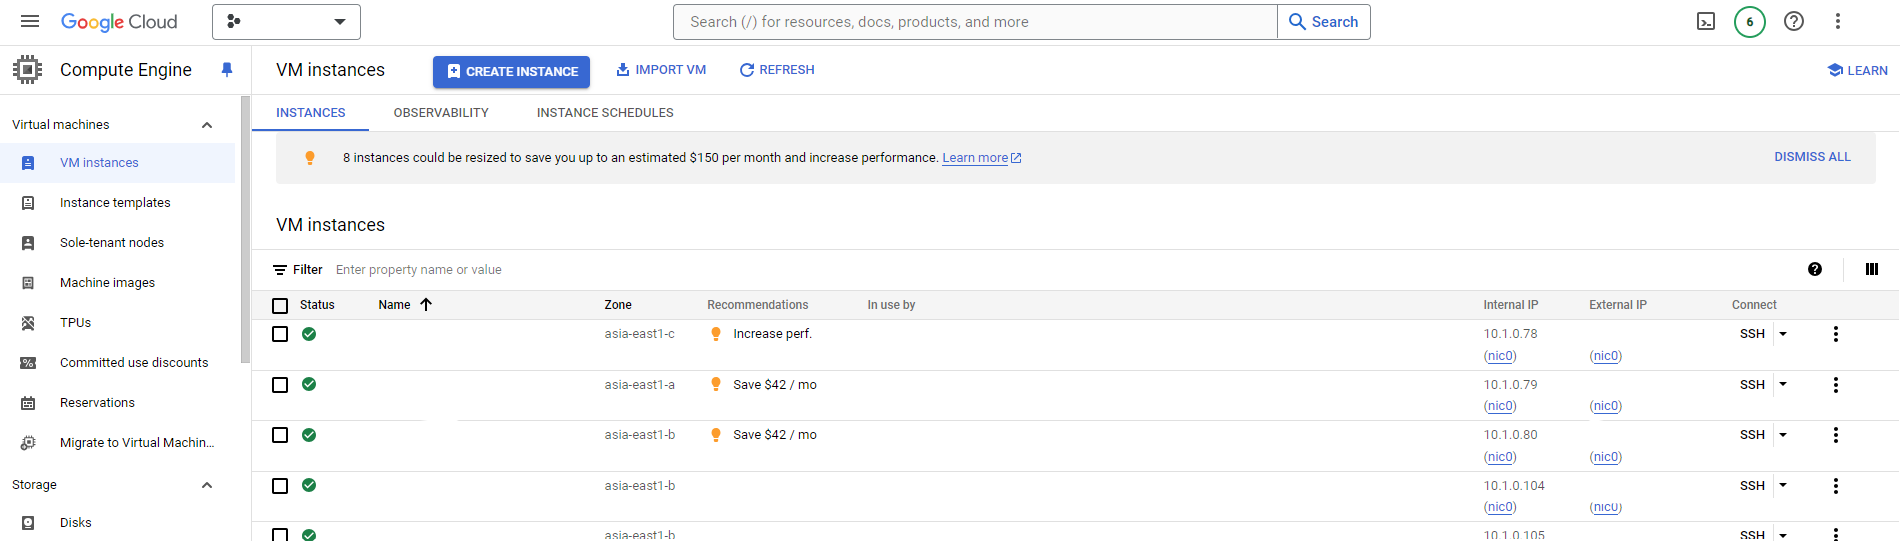 Google Cloud
Search (/) for resources, docs, products, and more
Search
6
Compute Engine
VM instances
CREATE INSTANCE
IMPORT VM
REFRESH
LEARN
INSTANCES
OBSERVABILITY
INSTANCE SCHEDULES
Virtual machines
VM instances
Instance templates
Sole-tenant nodes
Machine images
TPUs
Committed use discounts
Reservations
Migrate to Virtual Machin...
Storage
Disks
8 instances could be resized to save you up to an estimated $150 per month and increase performance. Learn more
DISMISS ALL
VM instances
Filter Enter property name or value
Status Name Zone Recommendations In use by Internal IP External IP Connect
asia-east1-c Increase perf. 10.1.0.78 SSH
(nic0) (nic0)
asia-east1-a Save $42 / mo 10.1.0.79 SSH
(nic0) (nic0)
asia-east1-b Save $42 / mo 10.1.0.80 SSH
(nic0) (nic0)
asia-east1-b 10.1.0.104 SSH
(nic0) (nic0)
asia-east1-b 10.1.0.105 SSH